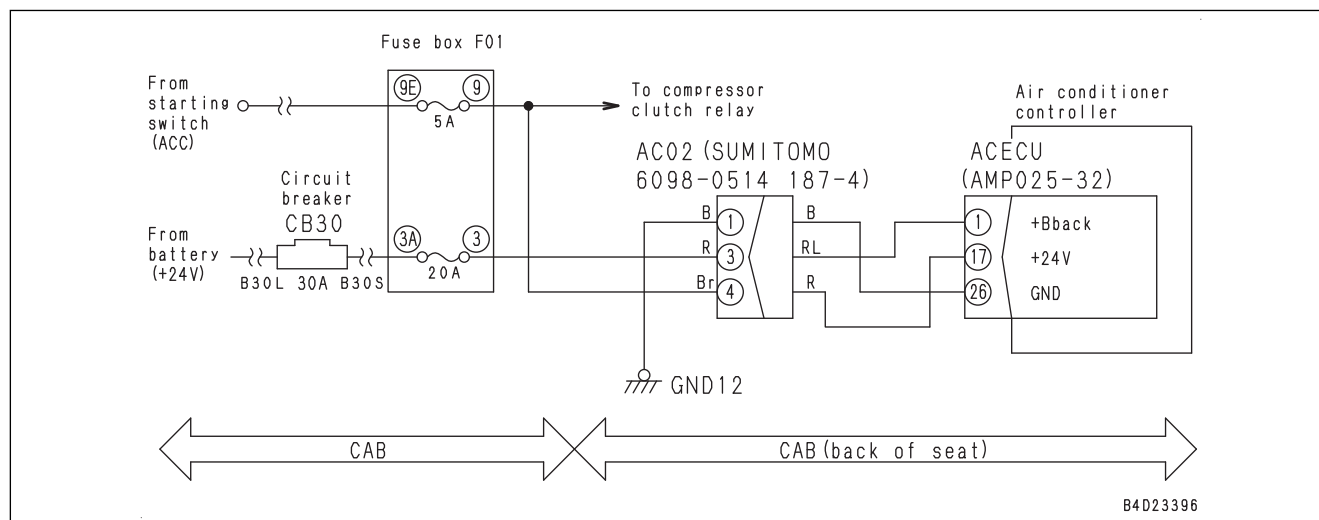 Fuse box F01
From
starting
switch
(ACC)
9E
9
5A
To compressor
clutch relay
Air conditioner
controller
AC02 (SUMITOMO
6098-0514 187-4)
ACECU
(AMP025-32)
Circuit
breaker
CB30
From
battery
(+24V)
B30L 30A B30S
3A
3
20A
B
1
B
R
3
RL
Br
4
R
1
+Bback
17
+24V
26
GND
GND12
CAB
CAB (back of seat)
B4D23396